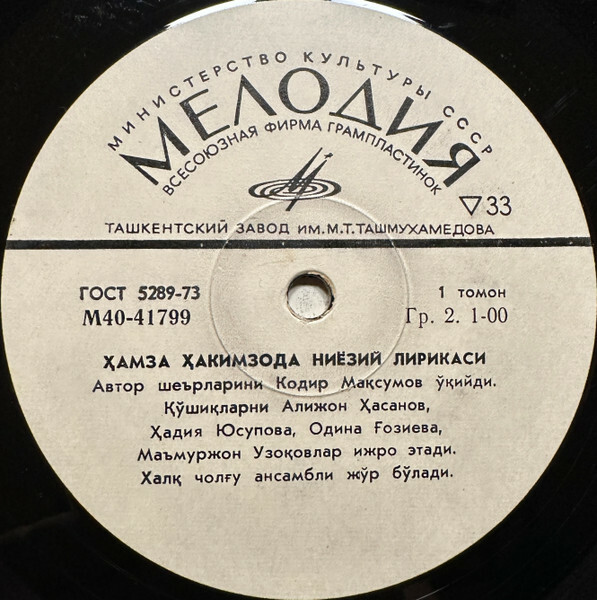 МИНИСТЕРСТВО КУЛЬТУРЫ СССР
МЕЛОДИЯ
ВСЕСОЮЗНАЯ ФИРМА ГРАМПЛАСТИНОК
▽33
ТАШКЕНТСКИЙ ЗАВОД ИМ.М.Т.ТАШМУХАМЕДОВА
ГОСТ 5289-73
1 томон
М40-41799
Гр. 2. 1-00
ҲАМЗА ҲАКИМЗОДА НИЁЗИЙ ЛИРИКАСИ
Автор шеърларини Кодир Мақсумов ўқийди.
Қўшиқларни Алижон Ҳасанов,
Ҳадия Юсупова, Одина Ғозиева,
Маъмуржон Узоқовлар ижро этади.
Халқ чолғу ансамбли жўр бўлади.